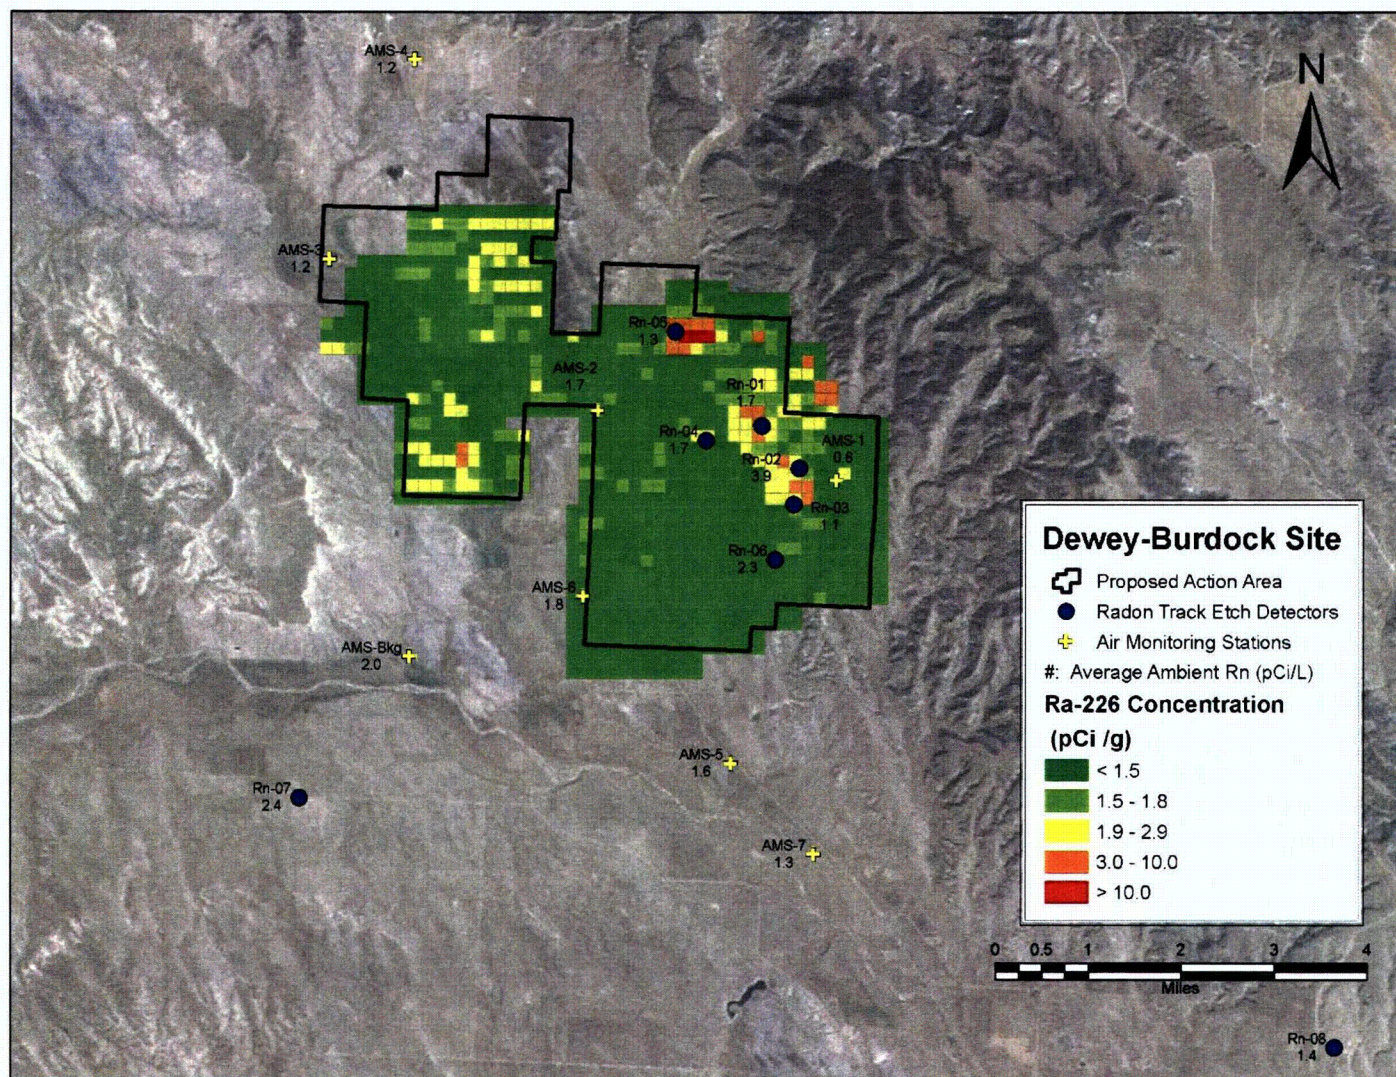 AMS-4
1.2
N
AMS-3
1.2
Rn-05
1.3
AMS-2
1.7
Rn-01
1.7
Rn-04
1.7
AMS-1
0.6
Rn-02
3.9
Rn-03
1.1
Rn-06
2.3
AMS-6
1.8
AMS-Bkg
2.0
AMS-5
1.6
Rn-07
2.4
AMS-7
1.3
Dewey-Burdock Site
Proposed Action Area
Radon Track Etch Detectors
Air Monitoring Stations
#: Average Ambient Rn (pCi/L)
Ra-226 Concentration
(pCi /g)
< 1.5
1.5 - 1.8
1.9 - 2.9
3.0 - 10.0
> 10.0
0 0.5 1 2 3 4
Miles
Rn-08
1.4